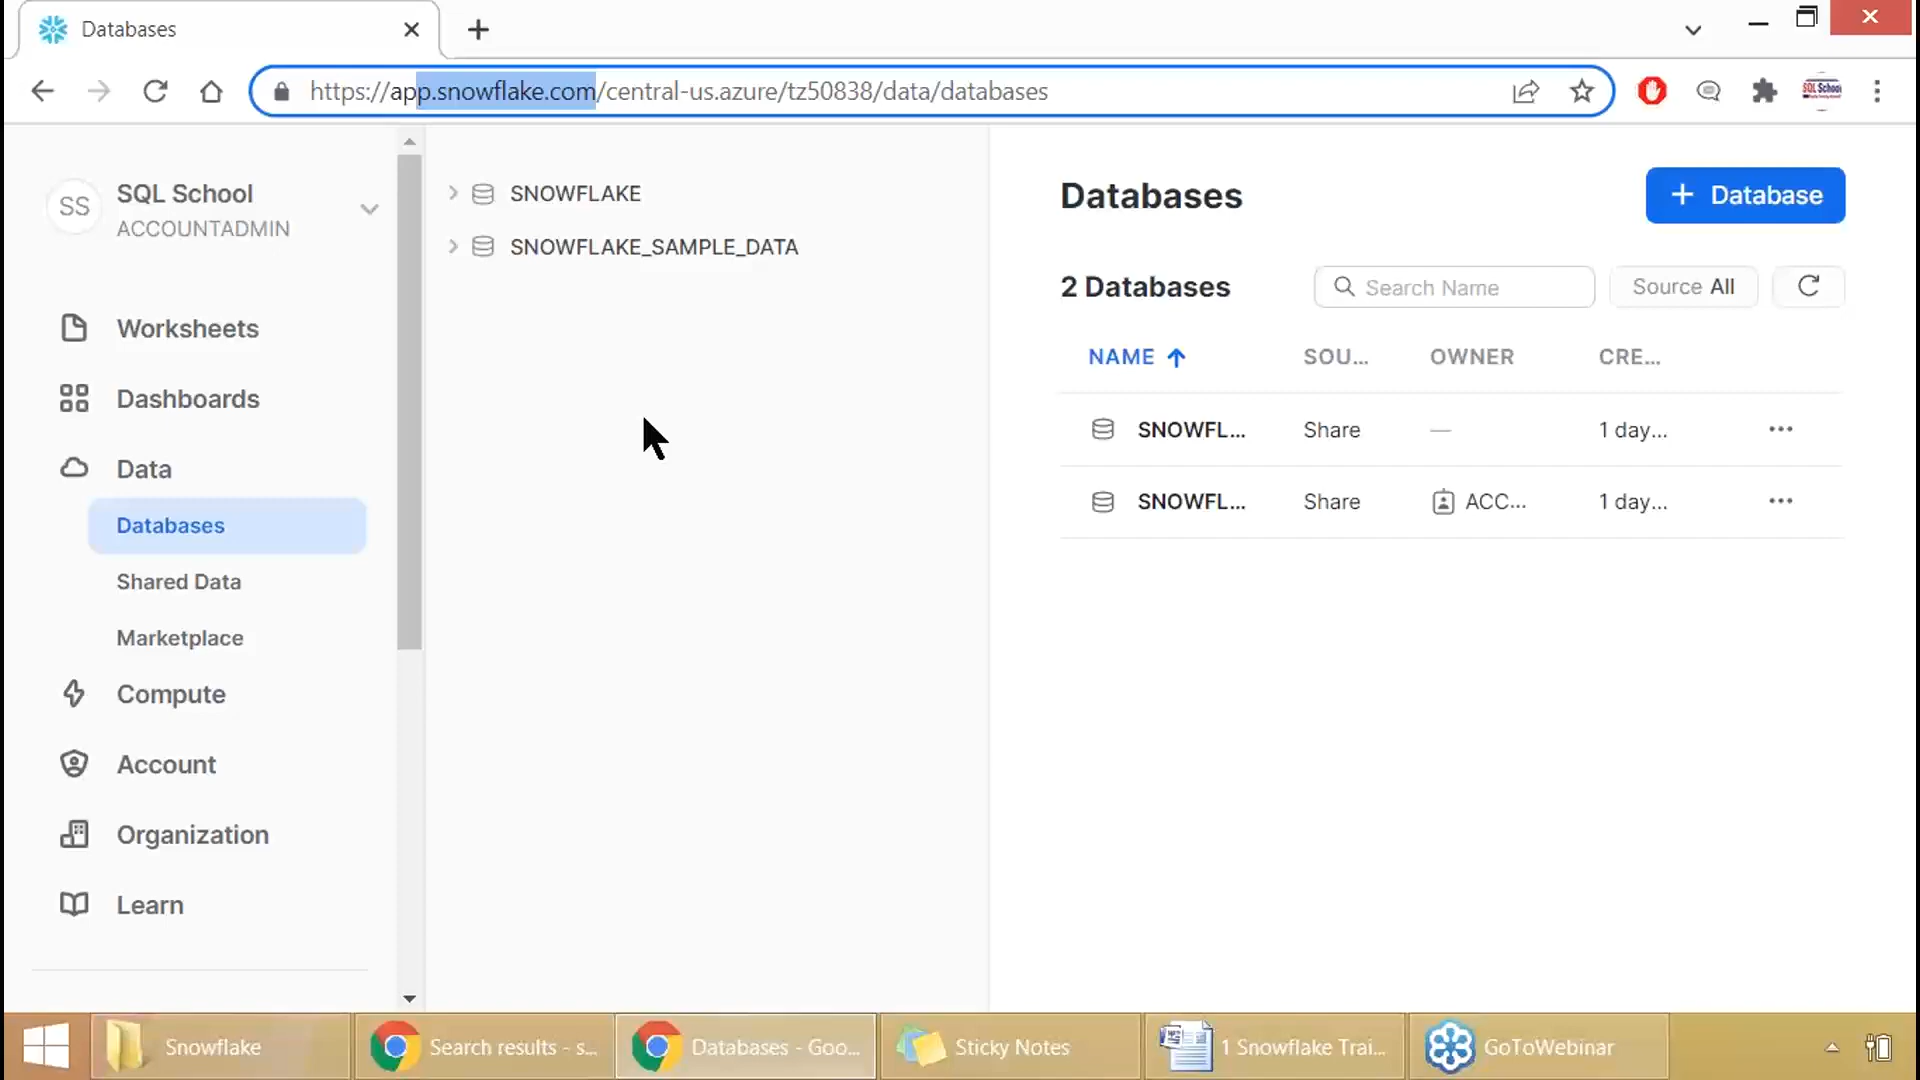 Databases
https://app.snowflake.com/central-us.azure/tz50838/data/databases
SQL School
SS
SQL School
ACCOUNTADMIN
Worksheets
Dashboards
Data
Databases
Shared Data
Marketplace
Compute
Account
Organization
Learn
SNOWFLAKE
SNOWFLAKE_SAMPLE_DATA
Databases
+ Database
2 Databases
Search Name
Source All
NAME SOU... OWNER CRE...
SNOWFL... Share — 1 day...
SNOWFL... Share ACC... 1 day...
Snowflake
Search results - s...
Databases - Goo...
Sticky Notes
1 Snowflake Trai...
GoToWebinar